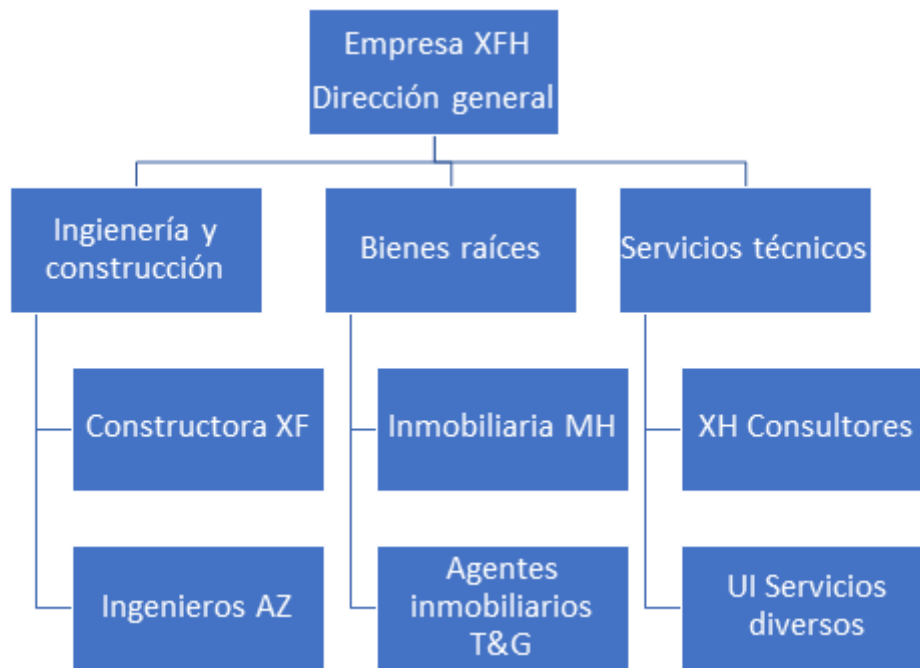 Empresa XFH
Dirección general
Ingienería y
construcción
Bienes raíces
Servicios técnicos
Constructora XF
Inmobiliaria MH
XH Consultores
Ingenieros AZ
Agentes
inmobiliarios
T&G
UI Servicios
diversos